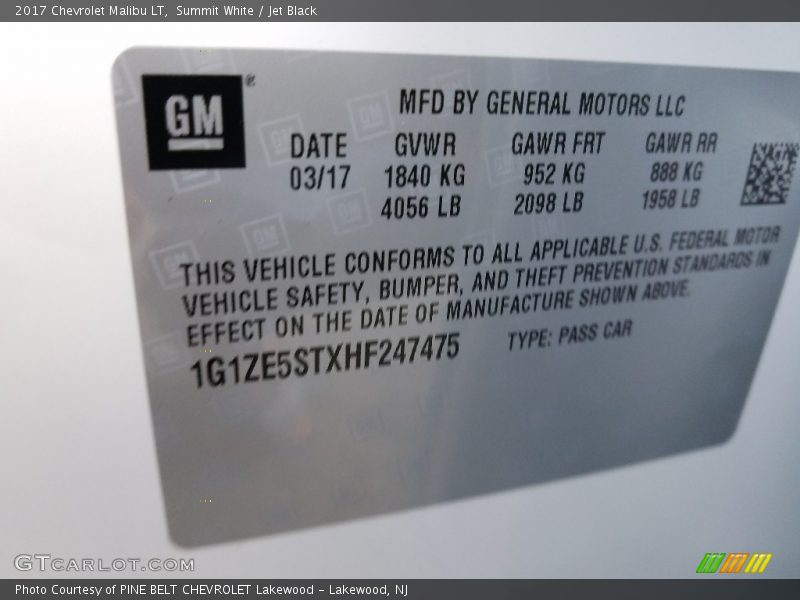 2017 Chevrolet Malibu LT,  Summit White / Jet Black
GM ®
MFD BY GENERAL MOTORS LLC
DATE GVWR GAWR FRT GAWR RR
03/17 1840 KG 952 KG 888 KG
4056 LB 2098 LB 1958 LB
THIS VEHICLE CONFORMS TO ALL APPLICABLE U.S. FEDERAL MOTOR
VEHICLE SAFETY, BUMPER, AND THEFT PREVENTION STANDARDS IN
EFFECT ON THE DATE OF MANUFACTURE SHOWN ABOVE.
1G1ZE5STXHF247475 TYPE: PASS CAR
GTCARLOT.COM
Photo Courtesy of PINE BELT CHEVROLET Lakewood - Lakewood, NJ